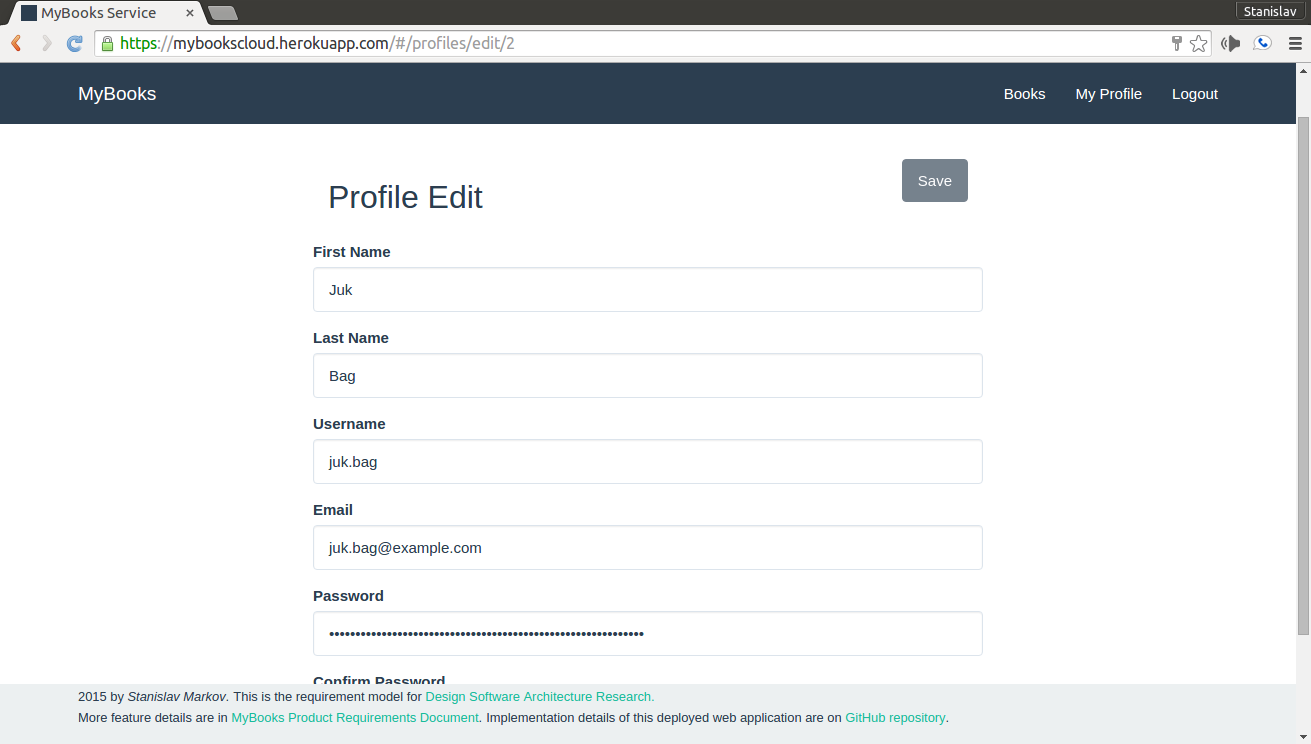 MyBooks Service
Stanislav
https://mybookscloud.herokuapp.com/#/profiles/edit/2
MyBooks
Books
My Profile
Logout
Profile Edit
Save
First Name
Juk
Last Name
Bag
Username
juk.bag
Email
juk.bag@example.com
Password
Confirm Password
2015 by Stanislav Markov. This is the requirement model for Design Software Architecture Research.
More feature details are in MyBooks Product Requirements Document. Implementation details of this deployed web application are on GitHub repository.